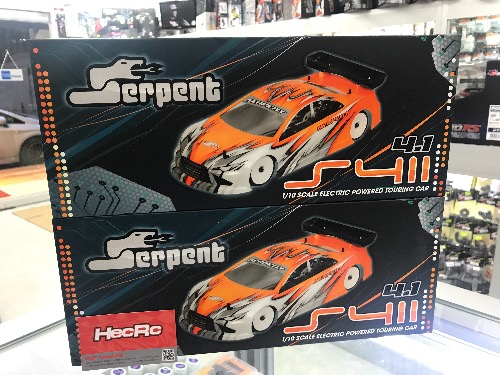 Serpent
4.1
S411
1/10 SCALE ELECTRIC POWERED TOURING CAR
Serpent
4.1
S411
1/10 SCALE ELECTRIC POWERED TOURING CAR
HecRc